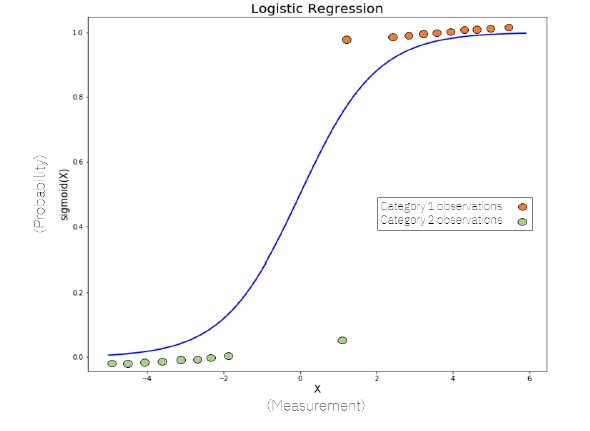 Logistic Regression
1.0
0.8
0.6
0.4
0.2
0.0
(Probability)
sigmoid(X)
Category 1 observations
Category 2 observations
−4
−2
0
2
4
6
X
(Measurement)